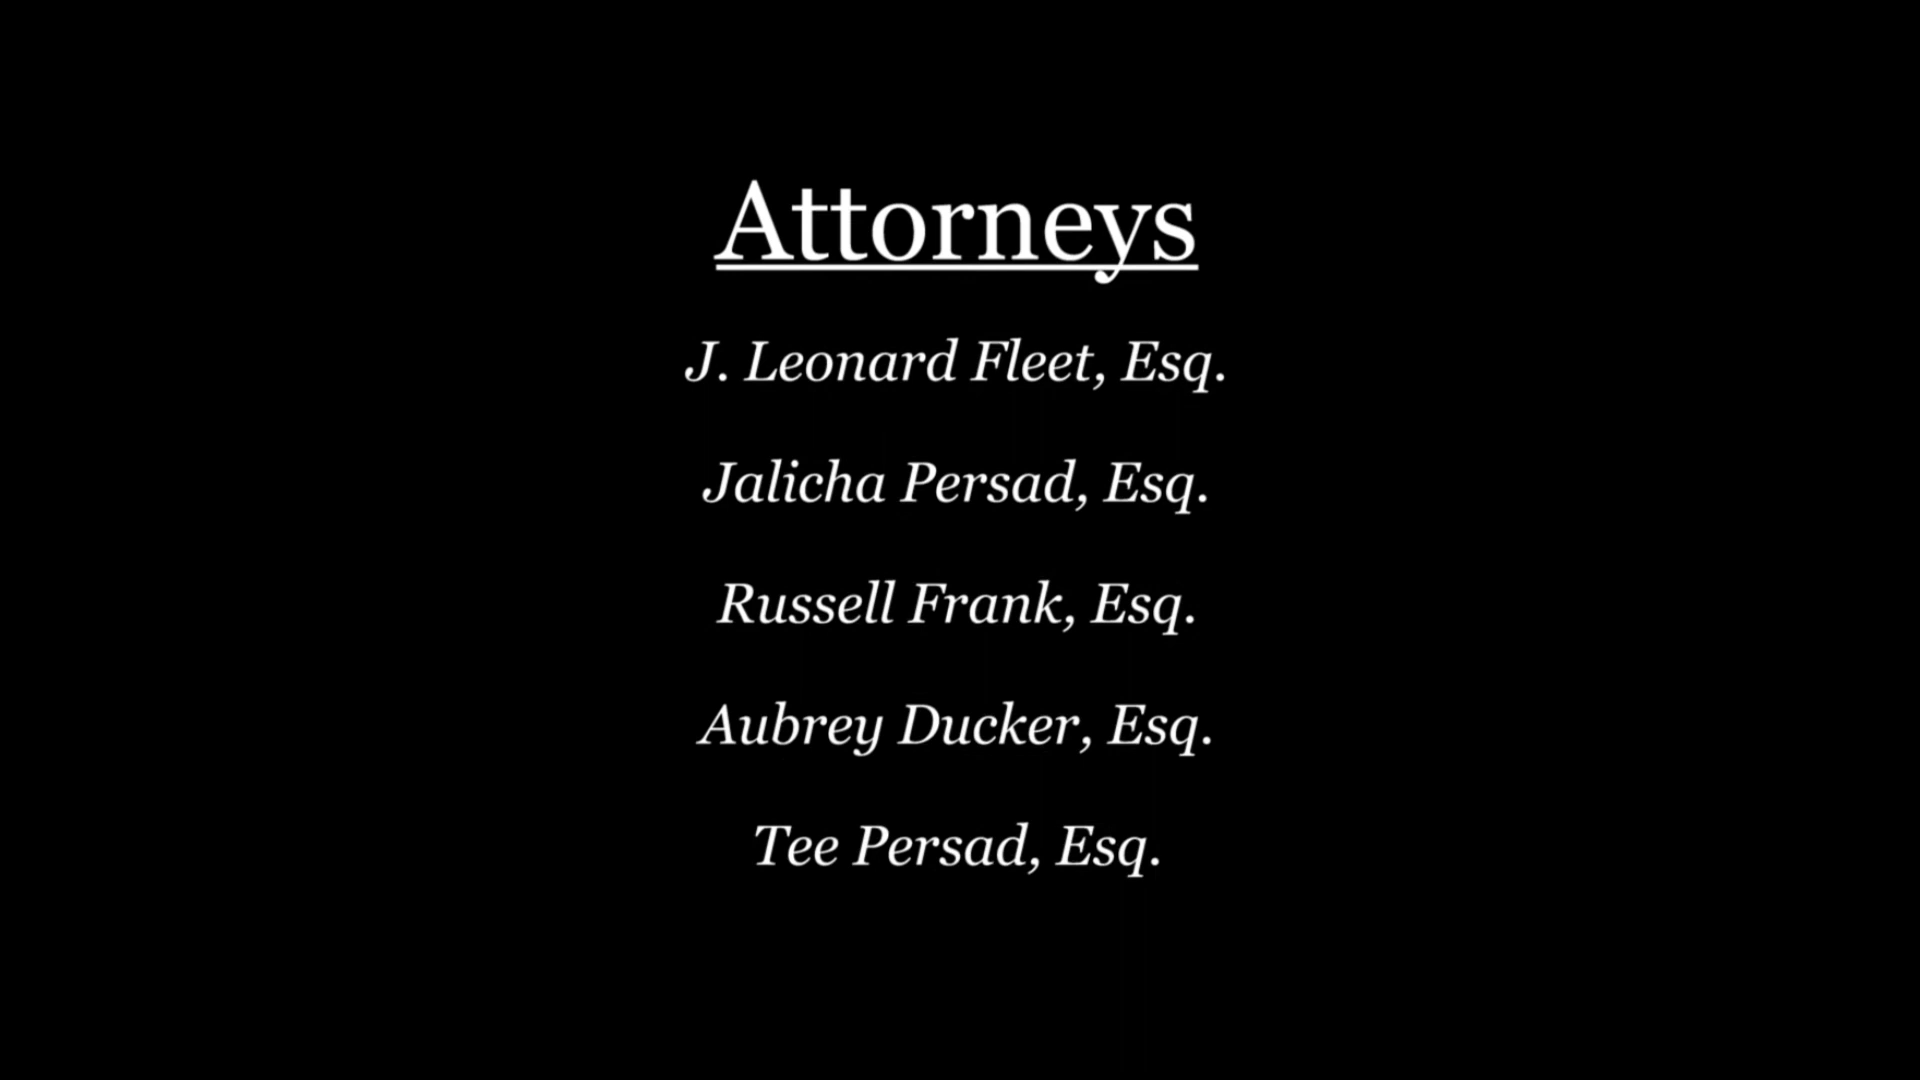 Attorneys
J. Leonard Fleet, Esq.
Jalicha Persad, Esq.
Russell Frank, Esq.
Aubrey Ducker, Esq.
Tee Persad, Esq.